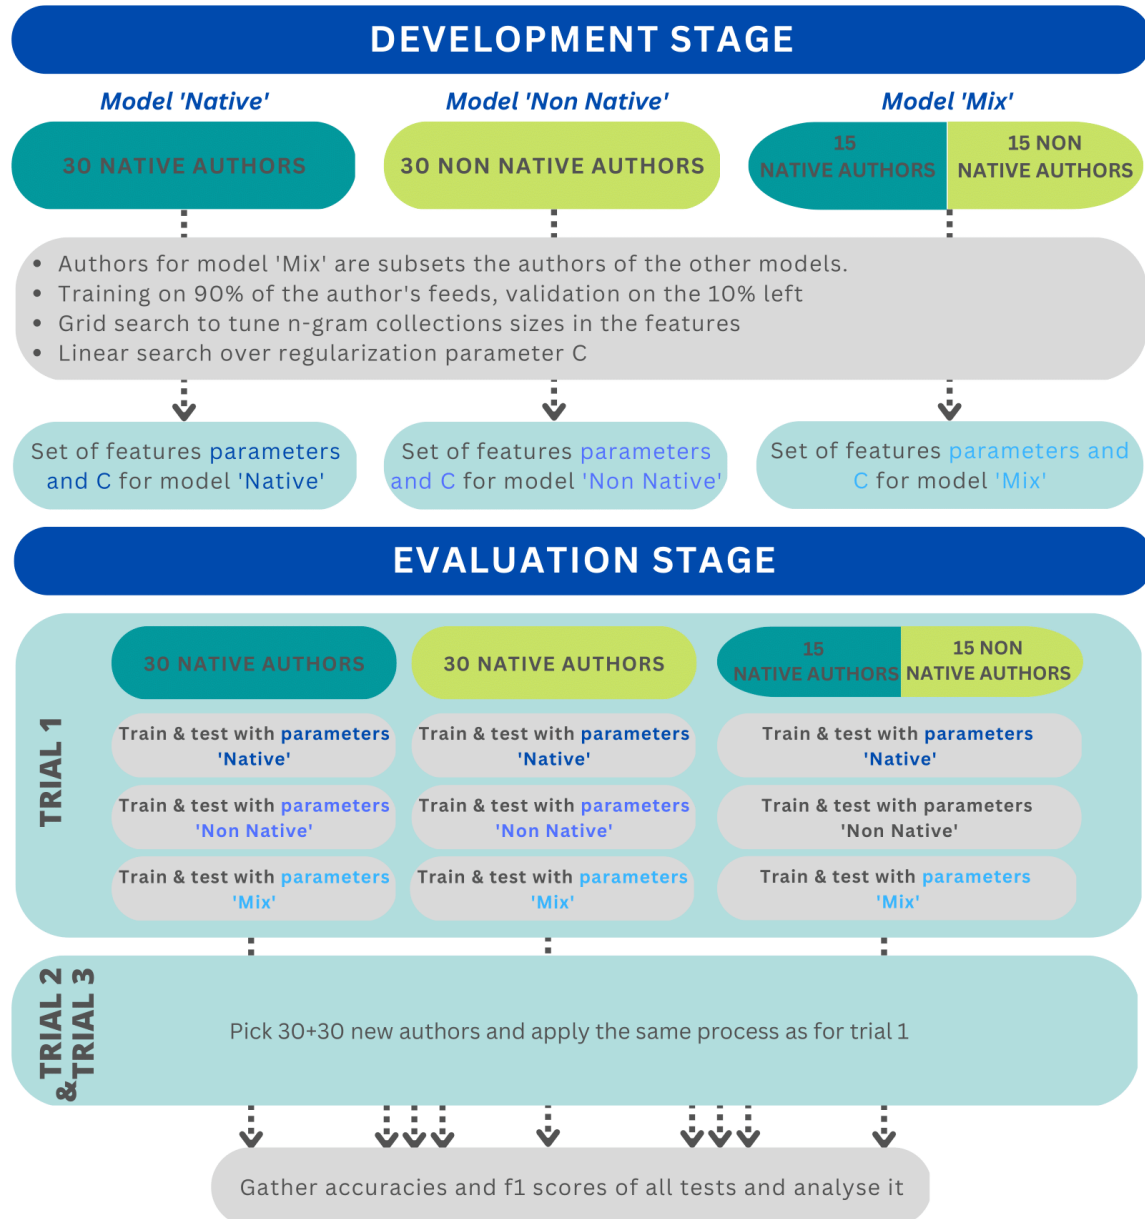 DEVELOPMENT STAGE
Model 'Native'
Model 'Non Native'
Model 'Mix'
30 NATIVE AUTHORS
30 NON NATIVE AUTHORS
15
NATIVE AUTHORS
15 NON
NATIVE AUTHORS
• Authors for model 'Mix' are subsets the authors of the other models.
• Training on 90% of the author's feeds, validation on the 10% left
• Grid search to tune n-gram collections sizes in the features
• Linear search over regularization parameter C
Set of features parameters
and C for model 'Native'
Set of features parameters
and C for model 'Non Native'
Set of features parameters and
C for model 'Mix'
EVALUATION STAGE
TRIAL 1
30 NATIVE AUTHORS
30 NATIVE AUTHORS
15
NATIVE AUTHORS
15 NON
NATIVE AUTHORS
Train & test with parameters
'Native'
Train & test with parameters
'Native'
Train & test with parameters
'Native'
Train & test with parameters
'Non Native'
Train & test with parameters
'Non Native'
Train & test with parameters
'Non Native'
Train & test with parameters
'Mix'
Train & test with parameters
'Mix'
Train & test with parameters
'Mix'
TRIAL 2
&TRIAL 3
Pick 30+30 new authors and apply the same process as for trial 1
Gather accuracies and f1 scores of all tests and analyse it